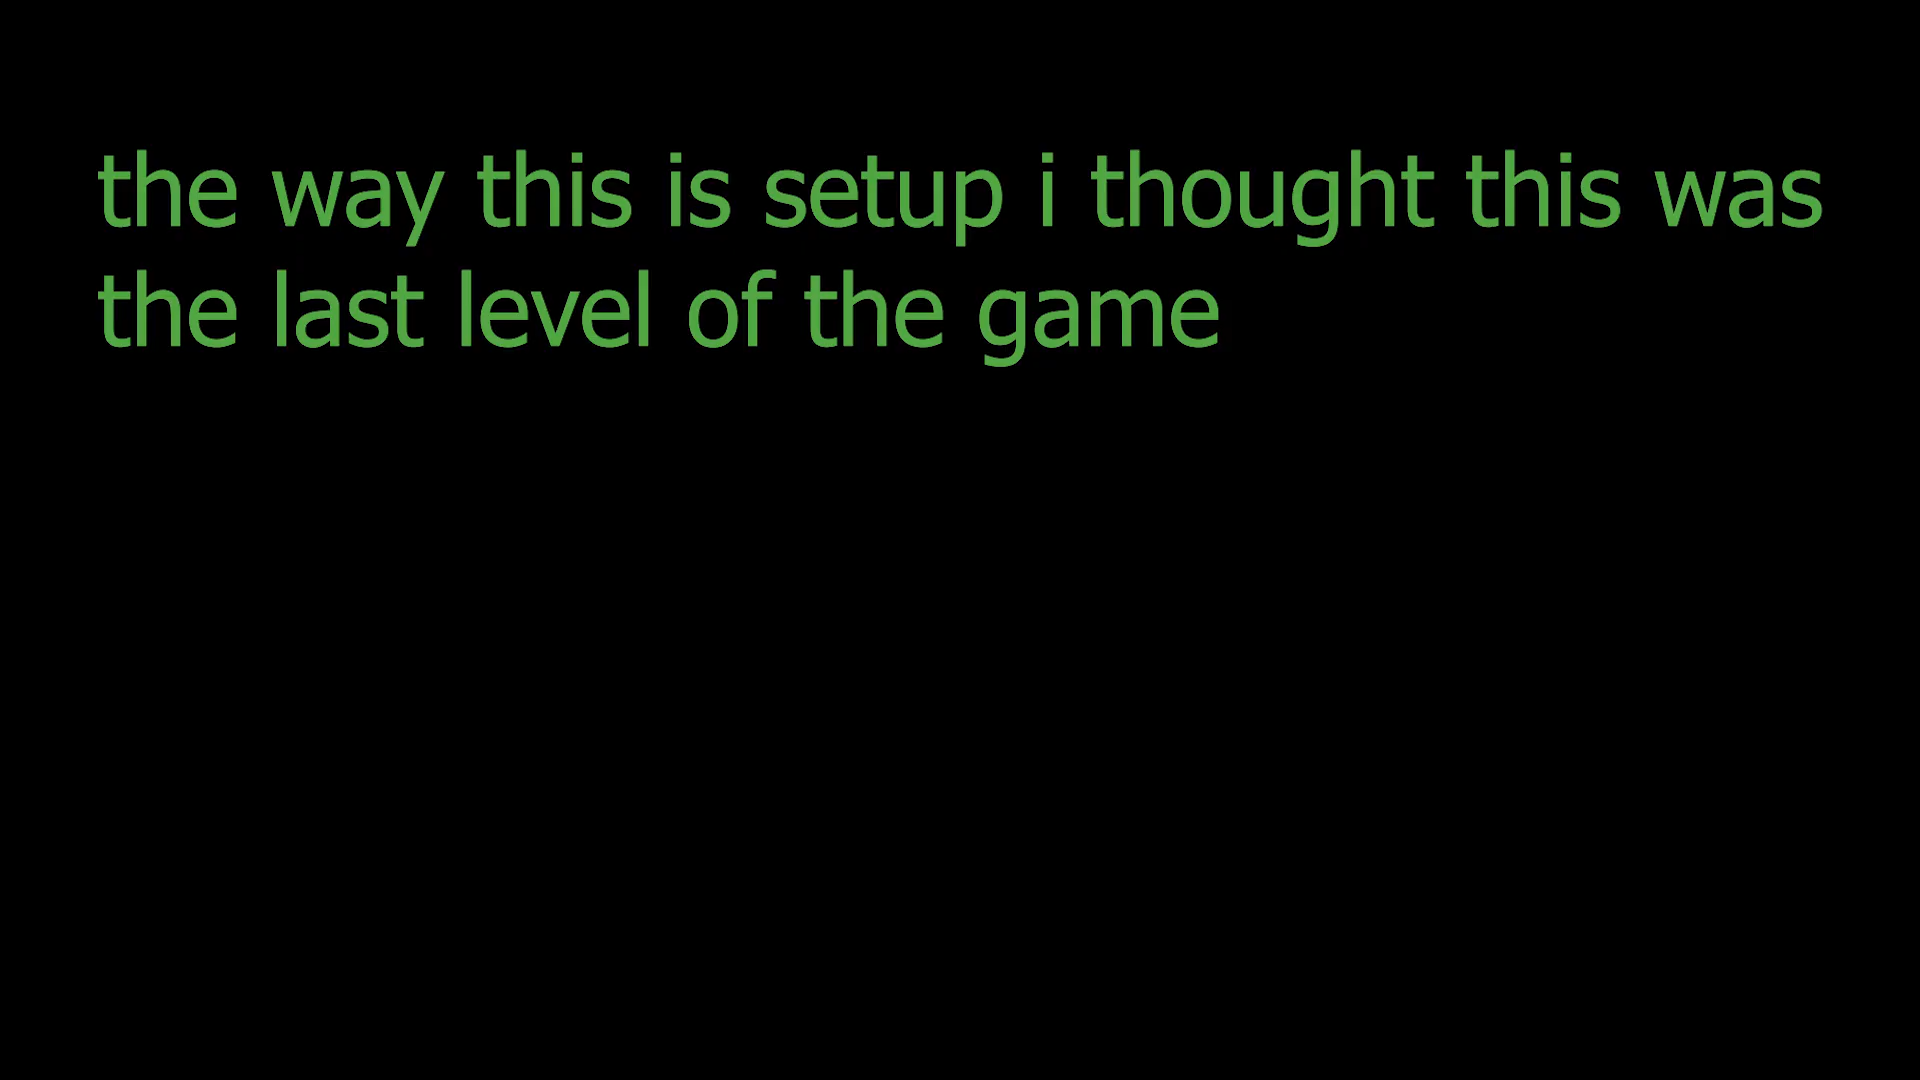 the way this is setup i thought this was
the last level of the game